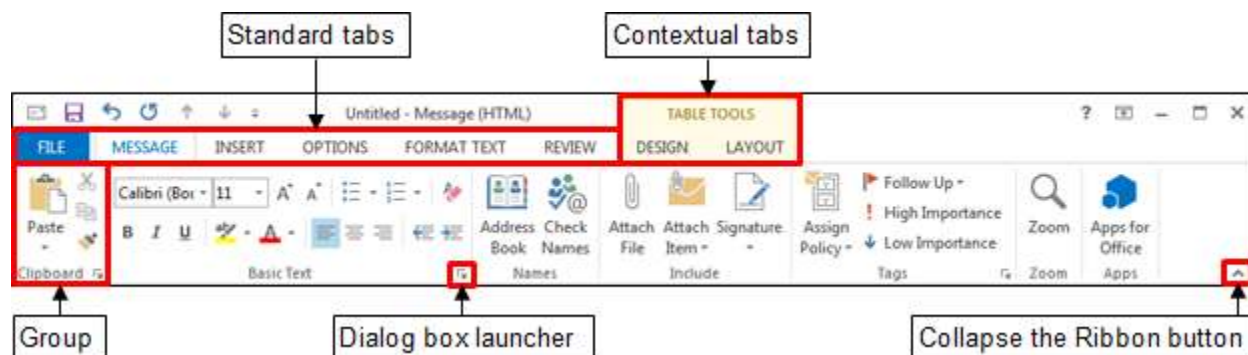 Standard tabs
Contextual tabs
Untitled - Message (HTML)
TABLE TOOLS
?
FILE
MESSAGE
INSERT
OPTIONS
FORMAT TEXT
REVIEW
DESIGN
LAYOUT
Paste
Clipboard
Calibri (Bor
11
A A
B I U
A
Basic Text
Address
Book
Check
Names
Names
Attach
File
Attach
Item
Signature
Include
Assign
Policy
Follow Up
! High Importance
Low Importance
Tags
Zoom
Zoom
Apps for
Office
Apps
Group
Dialog box launcher
Collapse the Ribbon button